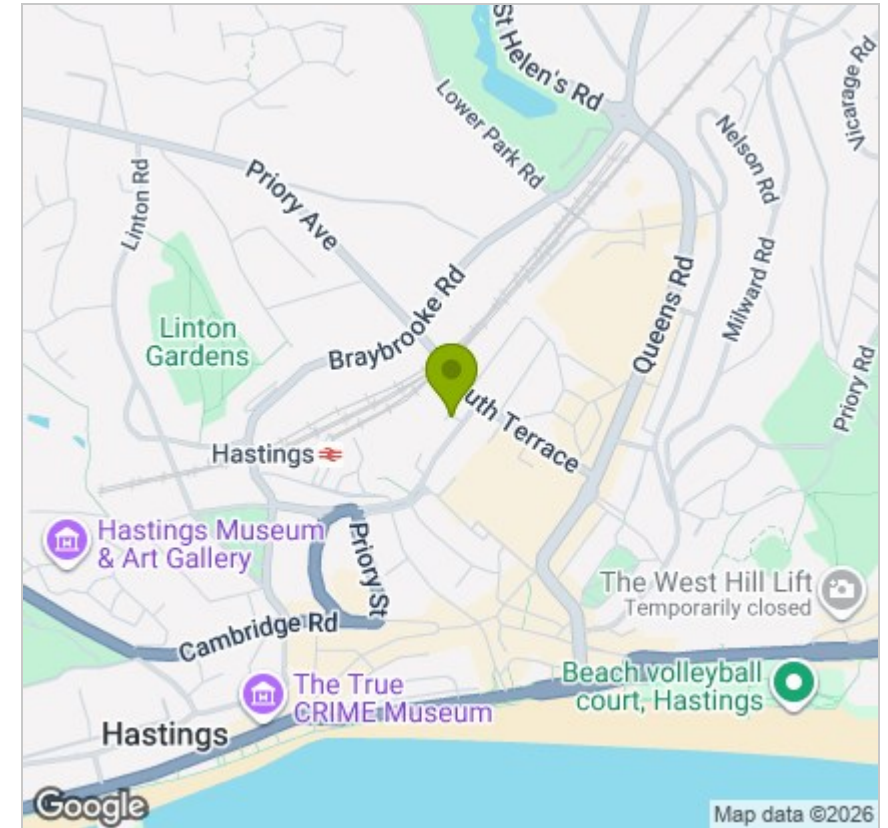 St Helen's Rd
Lower Park Rd
Vicarage Rd
Nelson Rd
Priory Ave
Linton Rd
Braybrooke Rd
Queens Rd
Milward Rd
Linton
Gardens
Priory Rd
uth Terrace
Hastings
Hastings Museum
& Art Gallery
Priory St
The West Hill Lift
Temporarily closed
Cambridge Rd
Beach volleyball
court, Hastings
The True
CRIME Museum
Hastings
Google
Map data ©2026